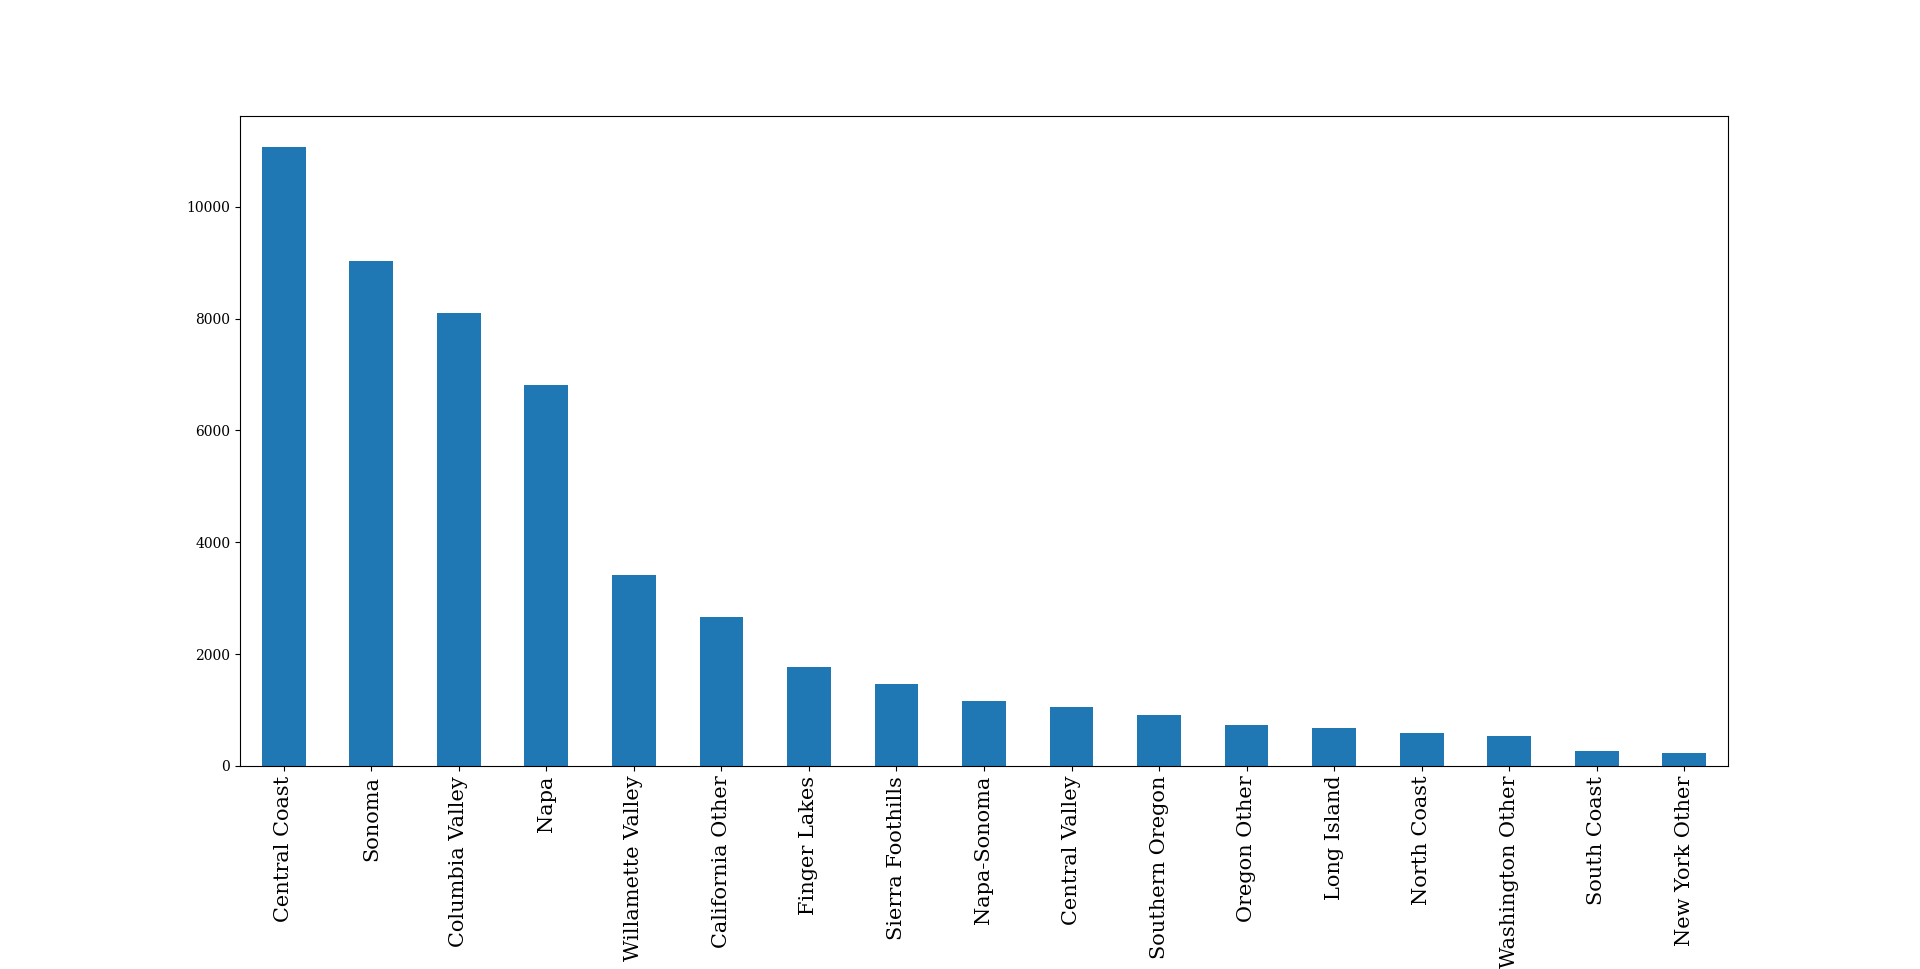 10000
8000
6000
4000
2000
0
Central Coast
Sonoma
Columbia Valley
Napa
Willamette Valley
California Other
Finger Lakes
Sierra Foothills
Napa-Sonoma
Central Valley
Southern Oregon
Oregon Other
Long Island
North Coast
Washington Other
South Coast
New York Other